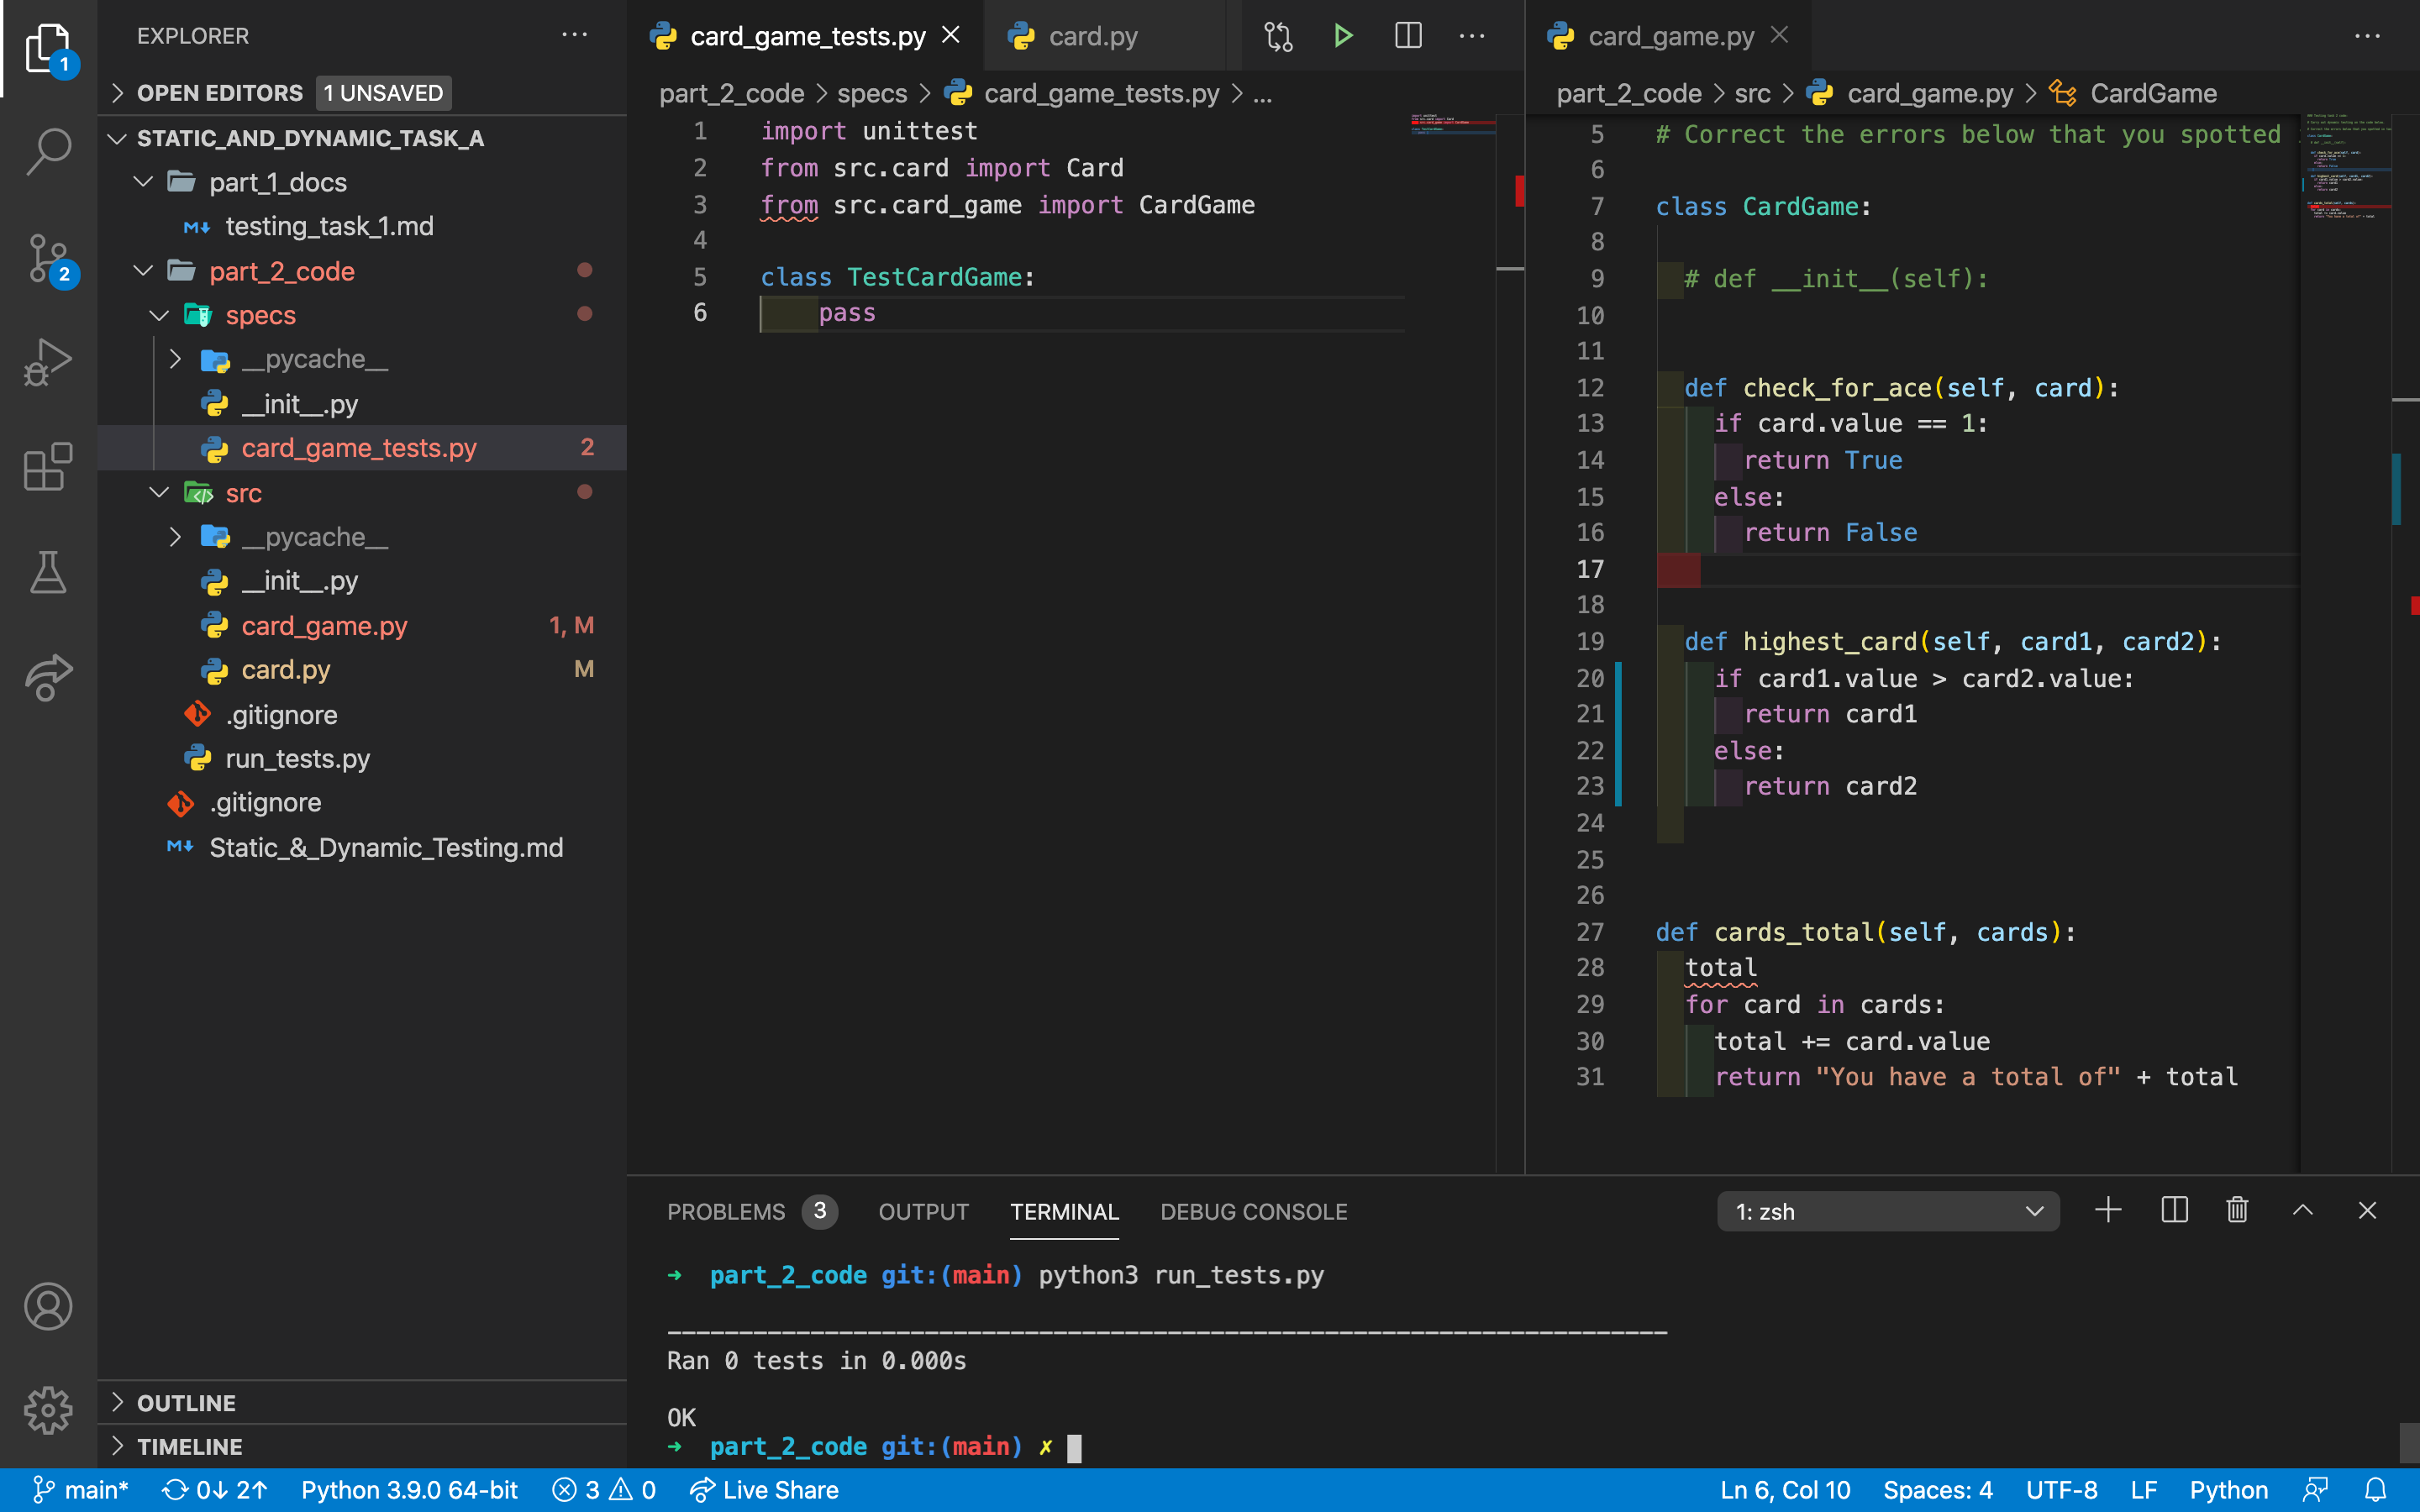 EXPLORER
OPEN EDITORS 1 UNSAVED
STATIC_AND_DYNAMIC_TASK_A
part_1_docs
testing_task_1.md
part_2_code
specs
__pycache__
__init__.py
card_game_tests.py 2
src
__pycache__
__init__.py
card_game.py 1, M
card.py M
.gitignore
run_tests.py
.gitignore
Static_&_Dynamic_Testing.md
OUTLINE
TIMELINE
1
2
card_game_tests.py card.py
part_2_code > specs > card_game_tests.py > ...
1 import unittest
2 from src.card import Card
3 from src.card_game import CardGame
4
5 class TestCardGame:
6 pass
card_game.py
part_2_code > src > card_game.py > CardGame
5 # Correct the errors below that you spotted
6
7 class CardGame:
8
9 # def __init__(self):
10
11
12 def check_for_ace(self, card):
13 if card.value == 1:
14 return True
15 else:
16 return False
17
18
19 def highest_card(self, card1, card2):
20 if card1.value > card2.value:
21 return card1
22 else:
23 return card2
24
25
26
27 def cards_total(self, cards):
28 total
29 for card in cards:
30 total += card.value
31 return "You have a total of" + total
PROBLEMS 3 OUTPUT TERMINAL DEBUG CONSOLE 1: zsh
➜ part_2_code git:(main) python3 run_tests.py
----------------------------------------------------------------------
Ran 0 tests in 0.000s
OK
➜ part_2_code git:(main) ✗
main* 0↓ 2↑ Python 3.9.0 64-bit 3 0 Live Share Ln 6, Col 10 Spaces: 4 UTF-8 LF Python